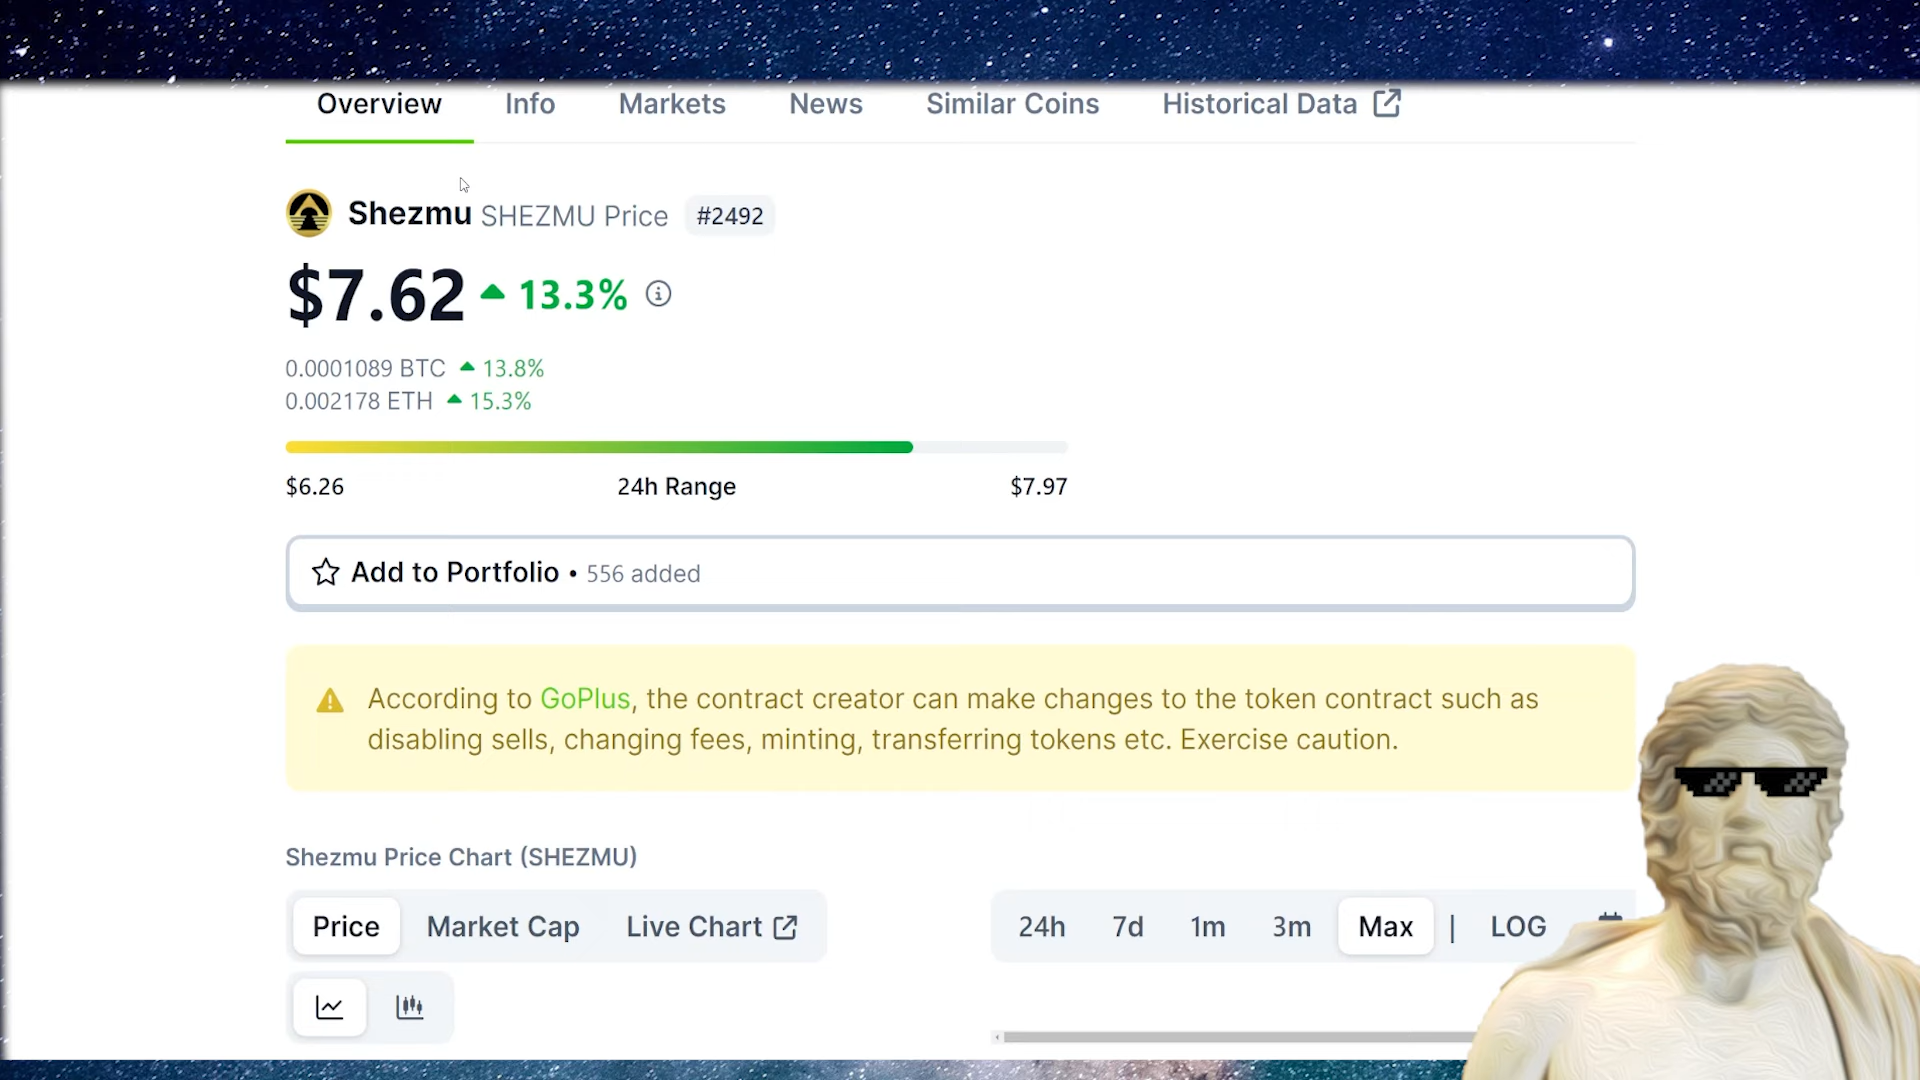 Overview Info Markets News Similar Coins Historical Data
Shezmu SHEZMU Price #2492
$7.62 13.3%
0.0001089 BTC 13.8%
0.002178 ETH 15.3%
$6.26 24h Range $7.97
Add to Portfolio • 556 added
According to GoPlus, the contract creator can make changes to the token contract such as
disabling sells, changing fees, minting, transferring tokens etc. Exercise caution.
Shezmu Price Chart (SHEZMU)
Price Market Cap Live Chart 24h 7d 1m 3m Max | LOG